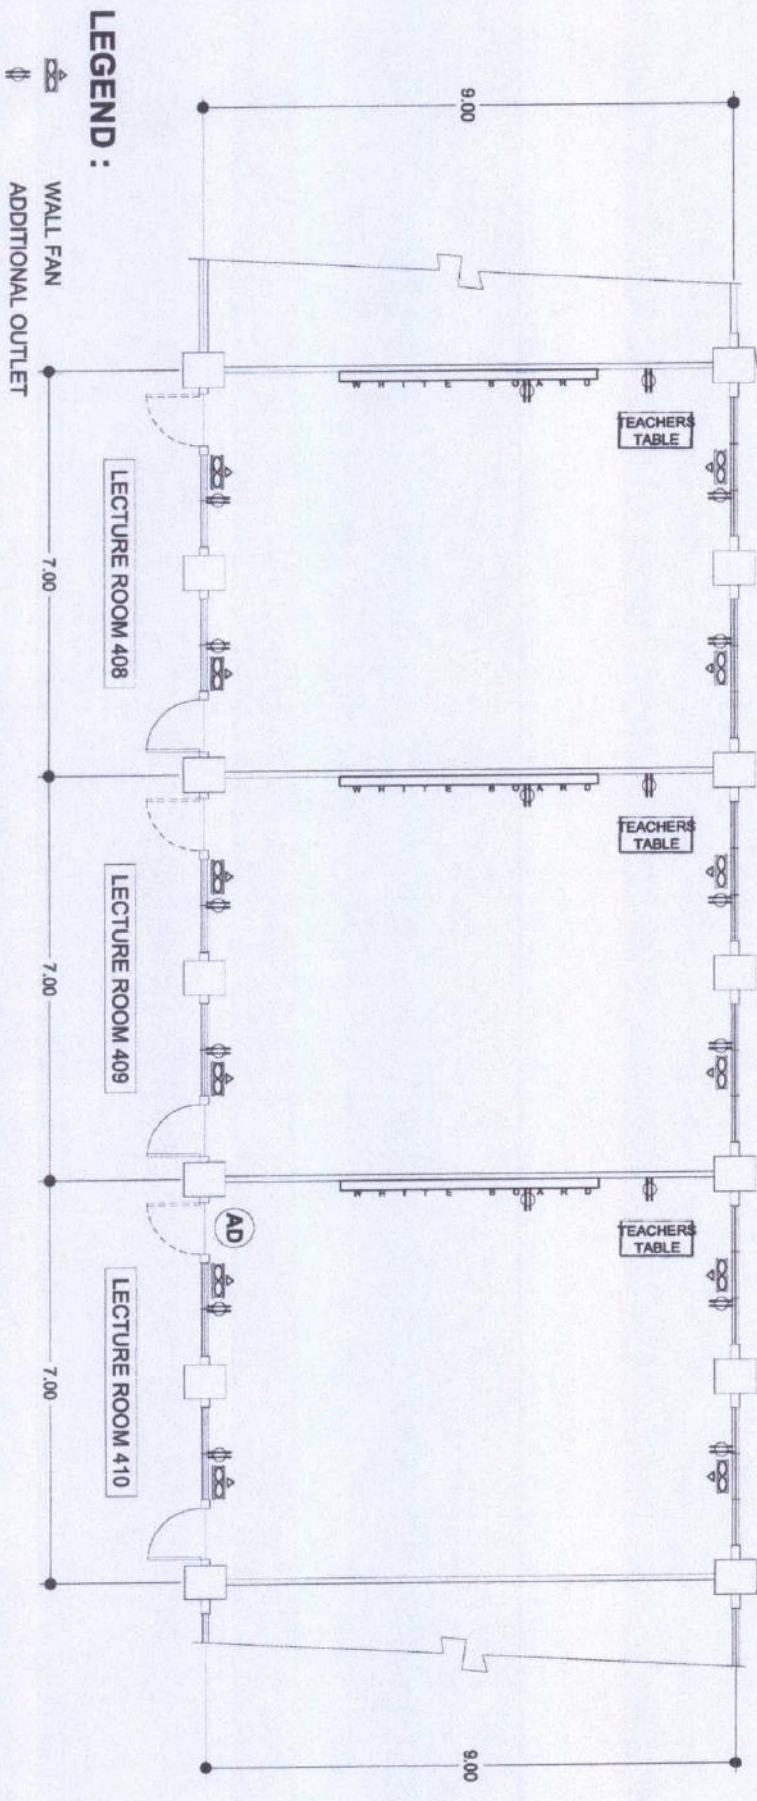 9.00
WHITE BOARD
TEACHERS
TABLE
WHITE BOARD
TEACHERS
TABLE
WHITE BOARD
TEACHERS
TABLE
9.00
AD
LECTURE ROOM 408
LECTURE ROOM 409
LECTURE ROOM 410
7.00
7.00
7.00
LEGEND :
WALL FAN
ADDITIONAL OUTLET